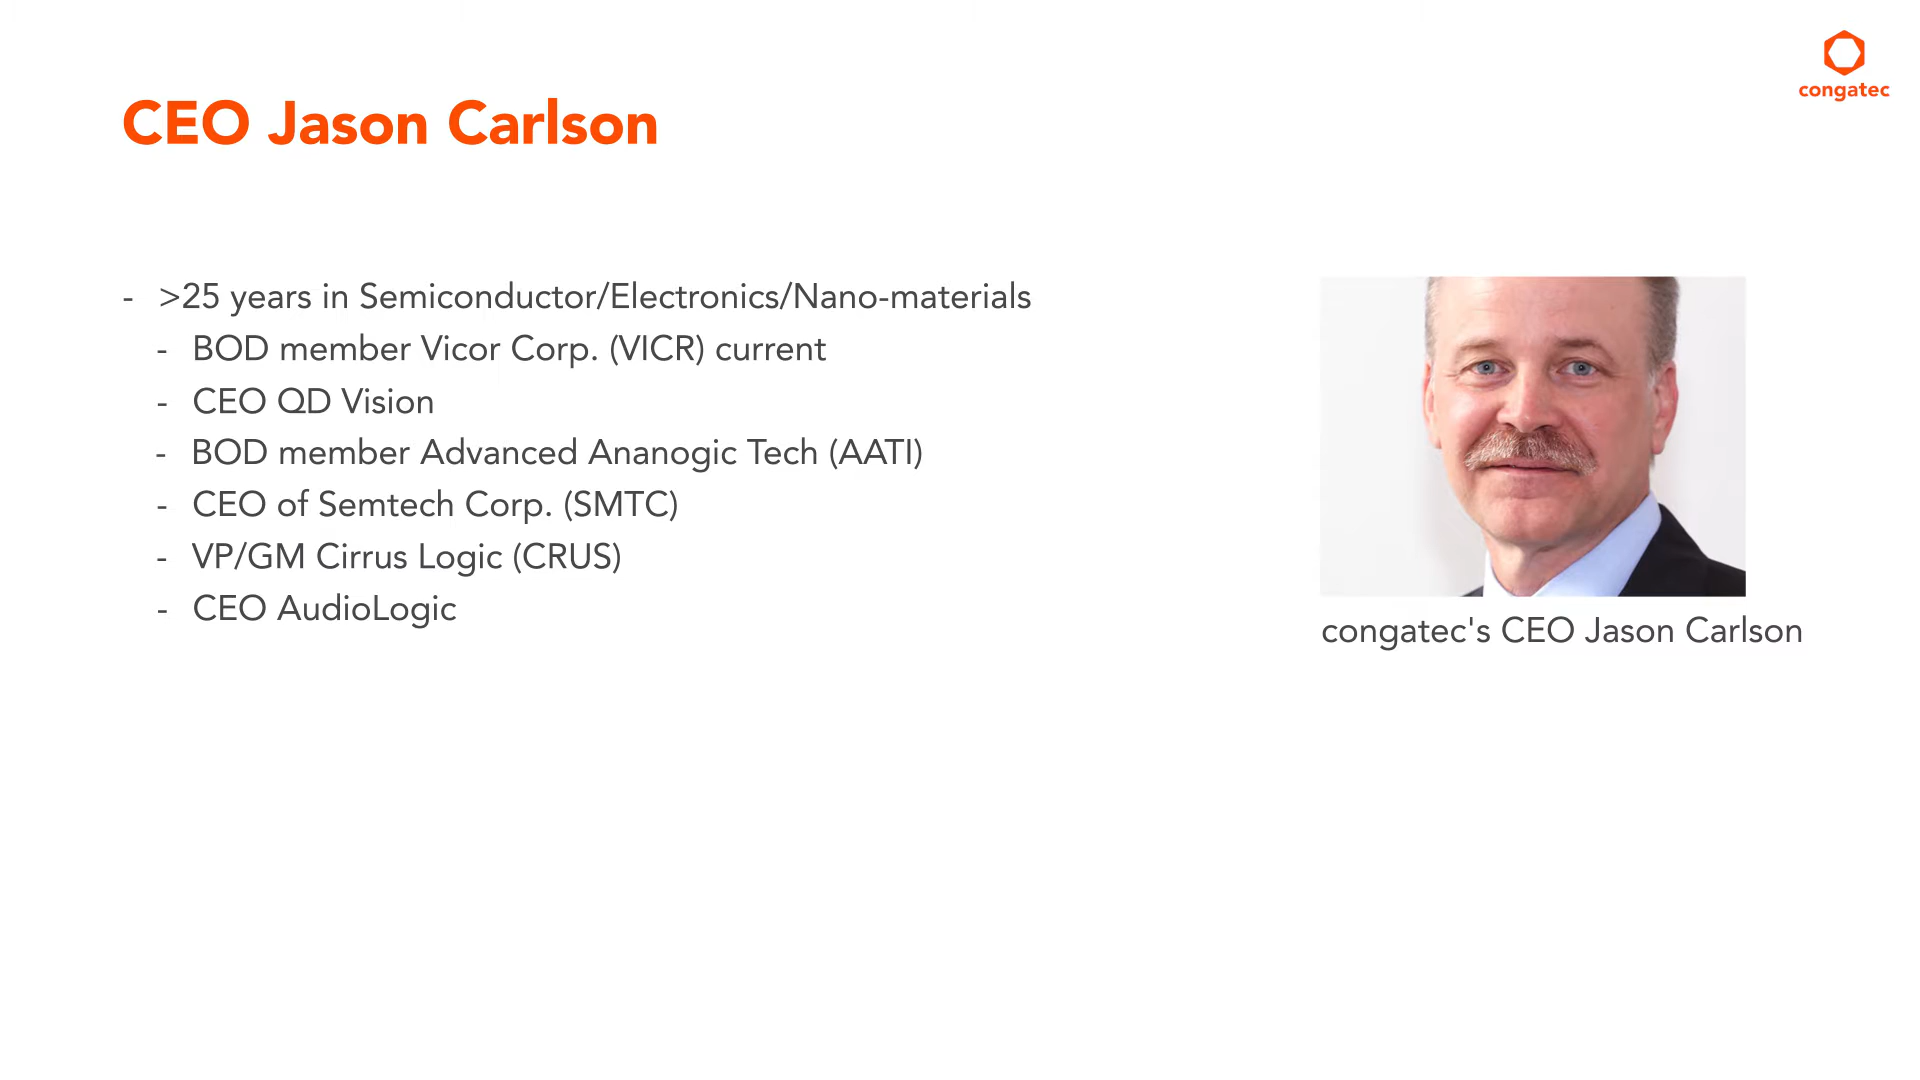 congatec
CEO Jason Carlson
- >25 years in Semiconductor/Electronics/Nano-materials
- BOD member Vicor Corp. (VICR) current
- CEO QD Vision
- BOD member Advanced Ananogic Tech (AATI)
- CEO of Semtech Corp. (SMTC)
- VP/GM Cirrus Logic (CRUS)
- CEO AudioLogic
congatec's CEO Jason Carlson